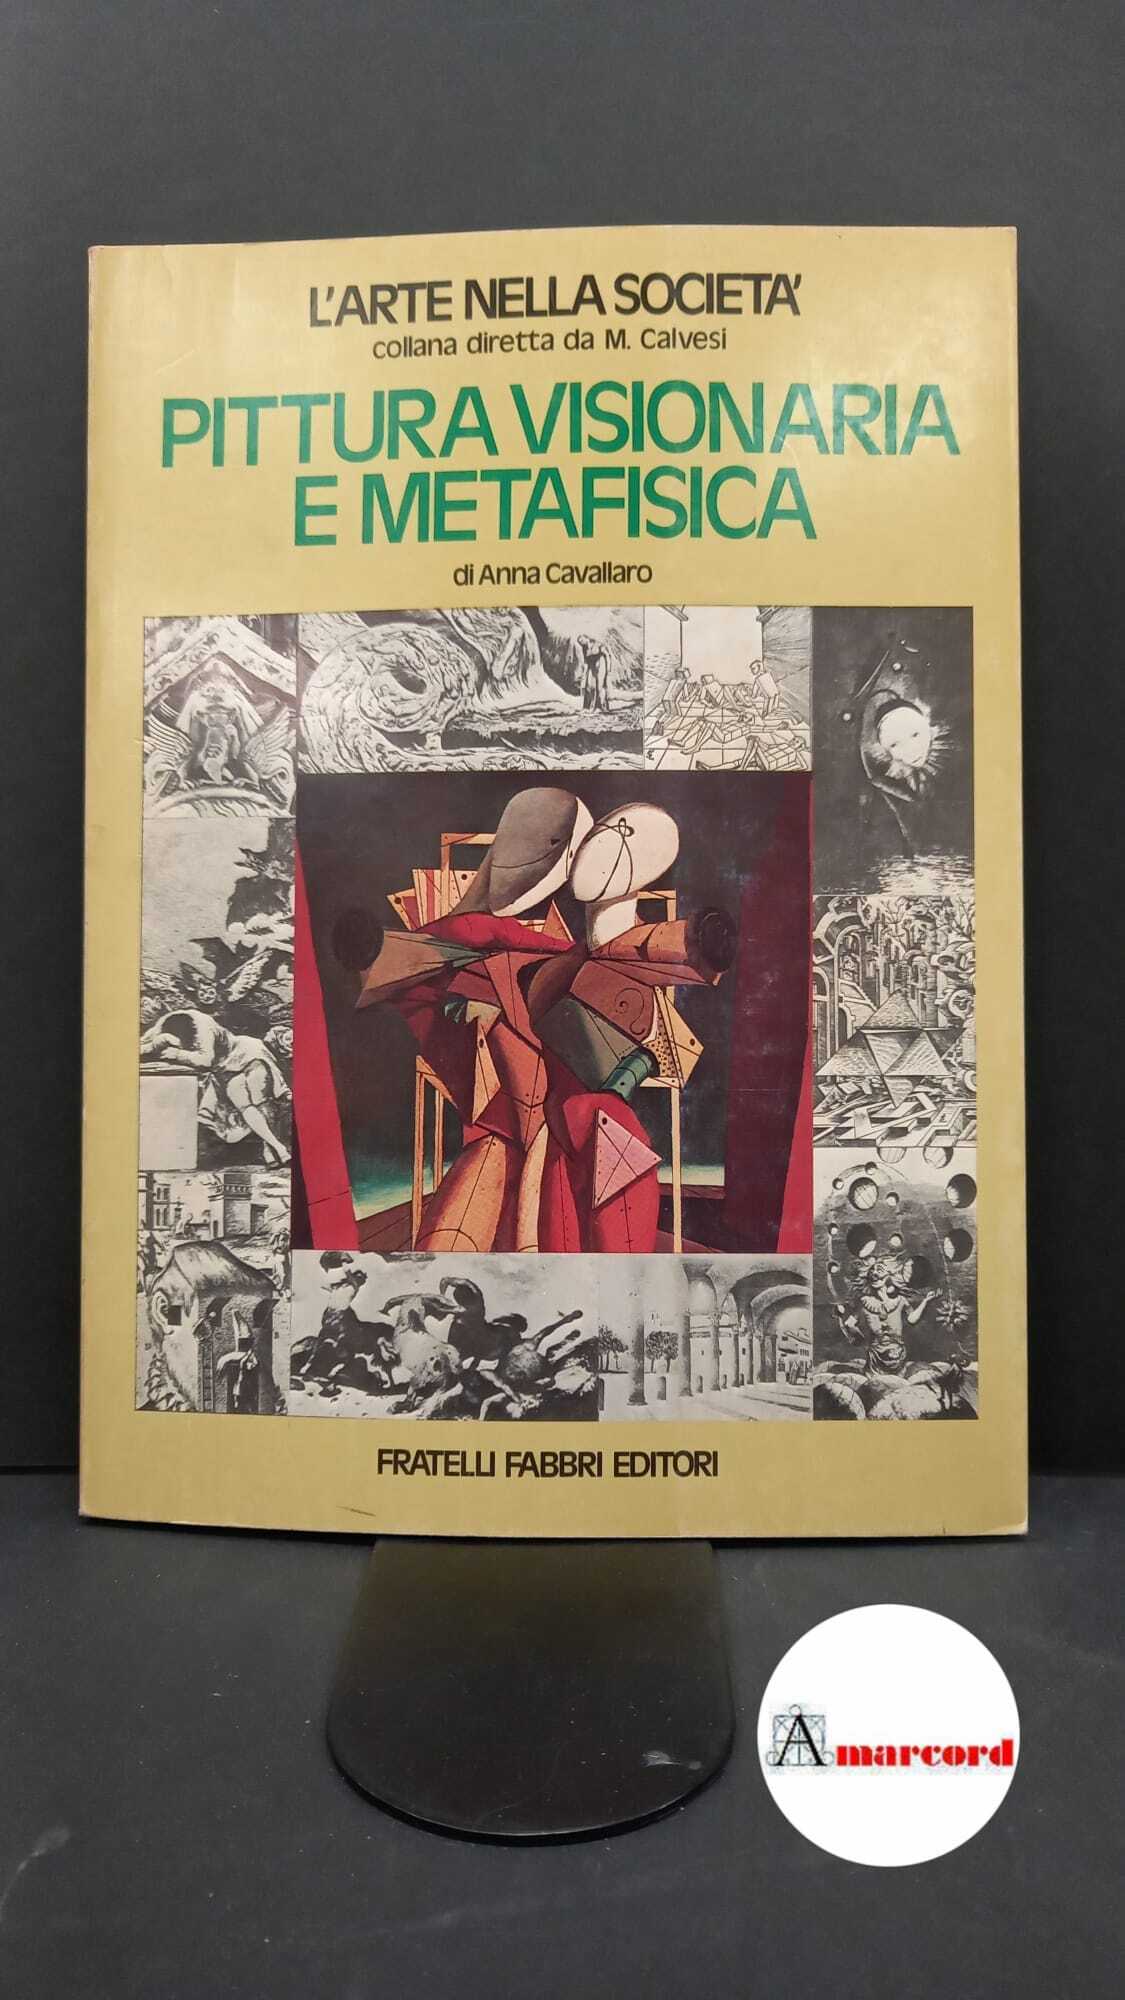 L'ARTE NELLA SOCIETA'
collana diretta da M. Calvesi
PITTURA VISIONARIA
E METAFISICA
di Anna Cavallaro
FRATELLI FABBRI EDITORI
Amarcord